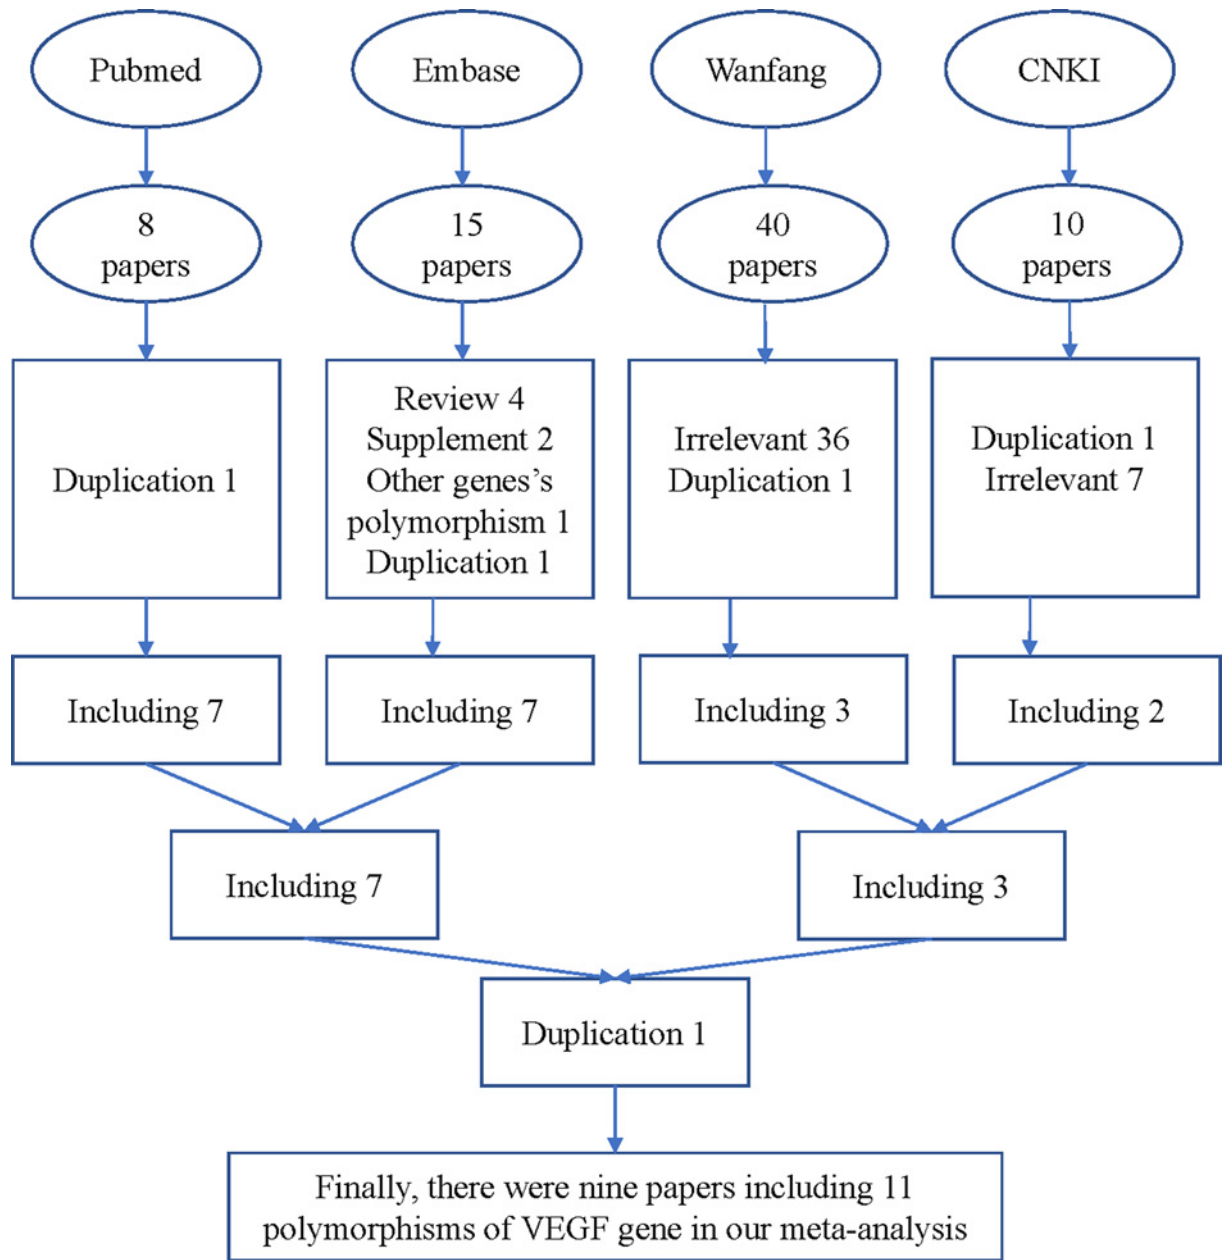 Pubmed
Embase
Wanfang
CNKI
8
papers
15
papers
40
papers
10
papers
Duplication 1
Review 4
Supplement 2
Other genes’s
polymorphism 1
Duplication 1
Irrelevant 36
Duplication 1
Duplication 1
Irrelevant 7
Including 7
Including 7
Including 3
Including 2
Including 7
Including 3
Duplication 1
Finally, there were nine papers including 11
polymorphisms of VEGF gene in our meta-analysis